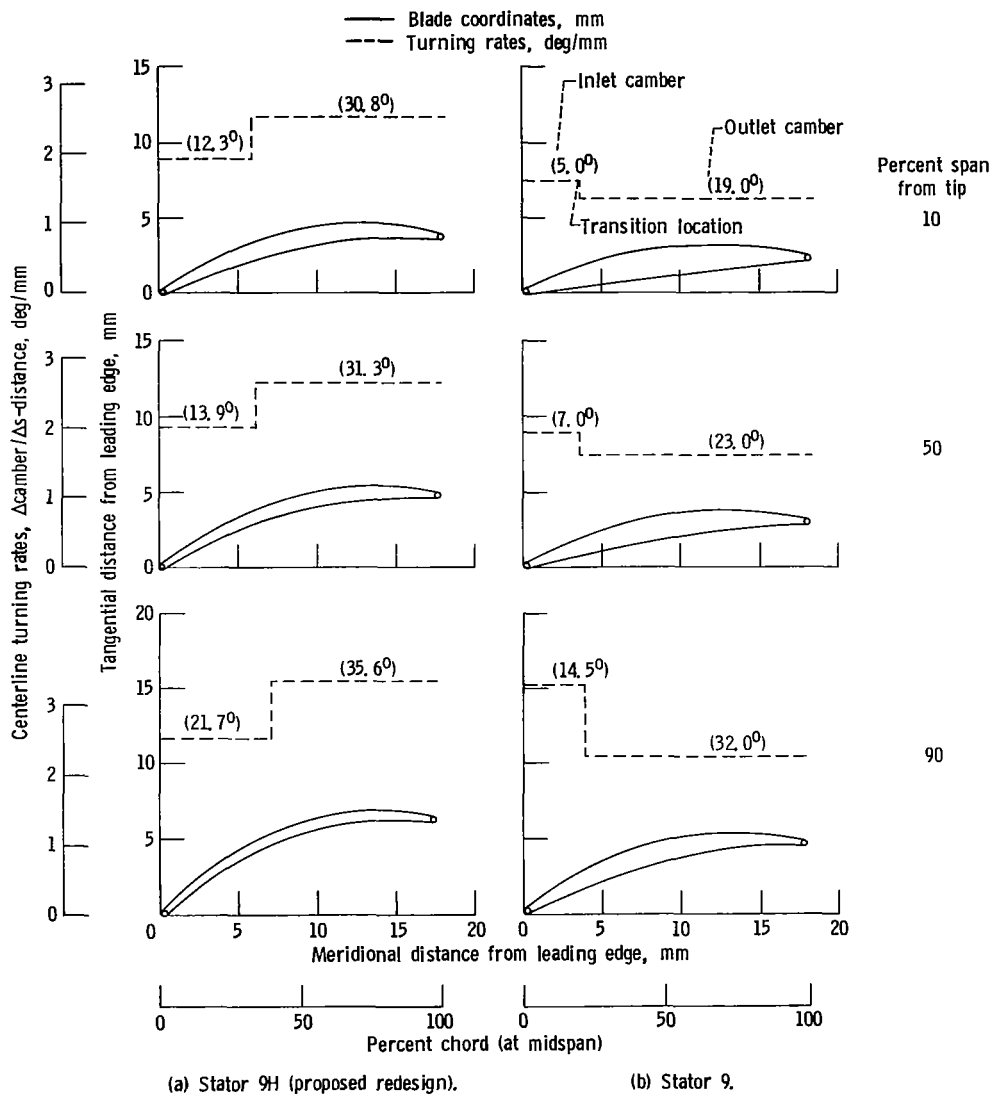 Blade coordinates, mm
Turning rates, deg/mm
Centerline turning rates, Δcamber/Δs-distance, deg/mm
Tangential distance from leading edge, mm
3
2
1
0
15
10
5
0
(12.3⁰)
(30.8⁰)
Inlet camber
Outlet camber
(5.0⁰)
(19.0⁰)
Transition location
Percent span
from tip
10
3
2
1
0
15
10
5
0
(13.9⁰)
(31.3⁰)
(7.0⁰)
(23.0⁰)
50
3
2
1
0
20
15
10
5
(21.7⁰)
(35.6⁰)
(14.5⁰)
(32.0⁰)
90
0 5 10 15 20
0 5 10 15 20
Meridional distance from leading edge, mm
0 50 100
0 50 100
Percent chord (at midspan)
(a) Stator 9H (proposed redesign).
(b) Stator 9.